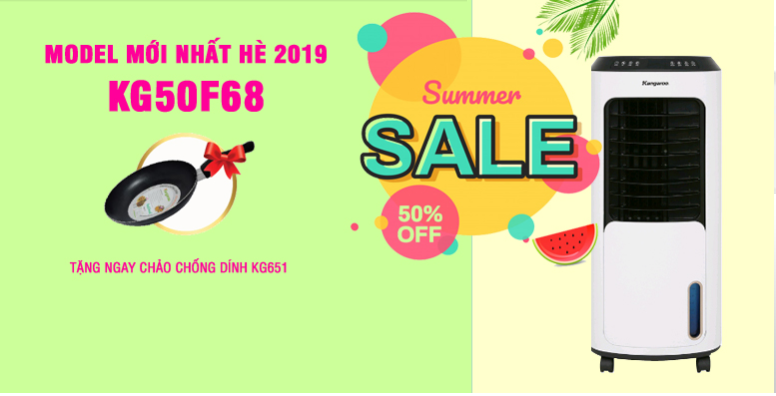 MODEL MỚI NHẤT HÈ 2019
KG50F68
TẶNG NGAY CHẢO CHỐNG DÍNH KG651
Summer
SALE
50%
OFF
Kangaroo